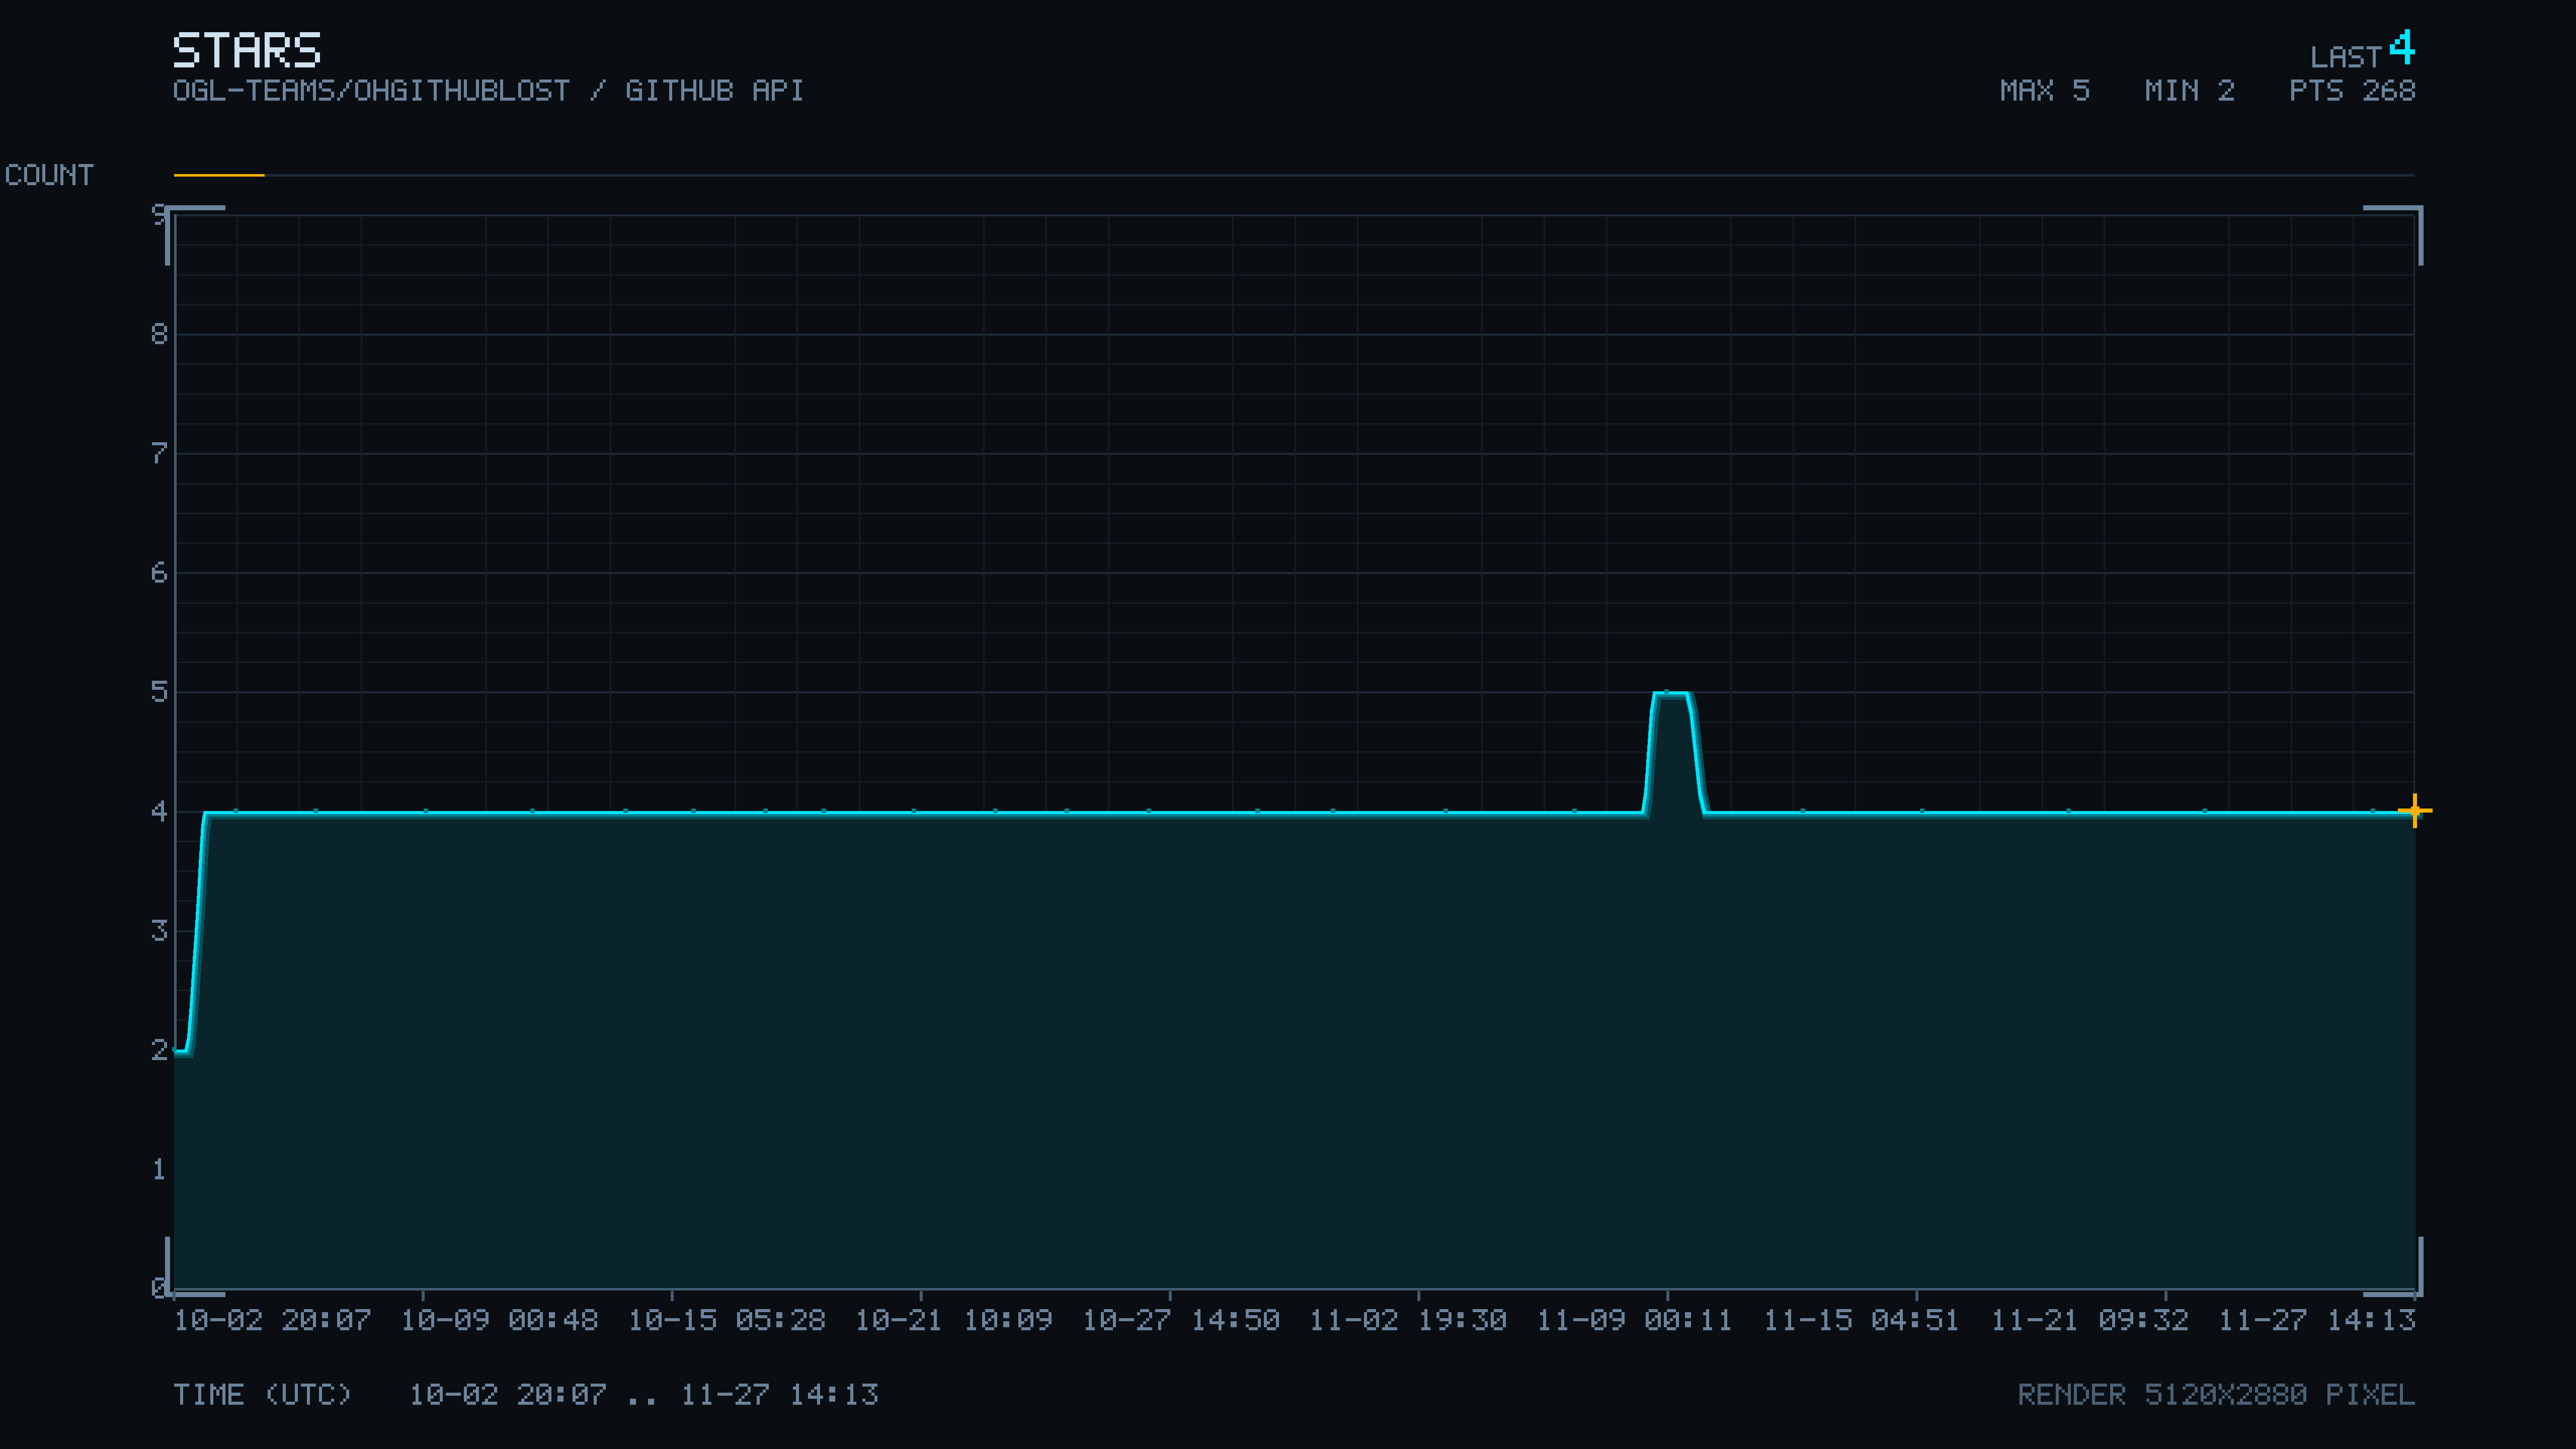 STARS
LAST 4
OGL-TEAMS/OHGITHUBLOST / GITHUB API
MAX 5 MIN 2 PTS 268
COUNT
9
8
7
6
5
4
3
2
1
0
10-02 20:07 10-09 00:48 10-15 05:28 10-21 10:09 10-27 14:50 11-02 19:30 11-09 00:11 11-15 04:51 11-21 09:32 11-27 14:13
TIME (UTC) 10-02 20:07 .. 11-27 14:13
RENDER 5120X2880 PIXEL